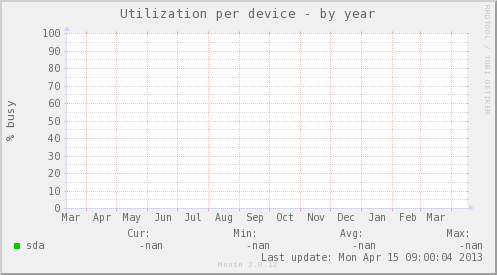 Utilization per device - by year
RRDTOOL / TOBI OETIKER
% busy
100
90
80
70
60
50
40
30
20
10
0
Mar Apr May Jun Jul Aug Sep Oct Nov Dec Jan Feb Mar
Cur: Min: Avg: Max:
sda -nan -nan -nan -nan
Last update: Mon Apr 15 09:00:04 2013
Munin 2.0.12